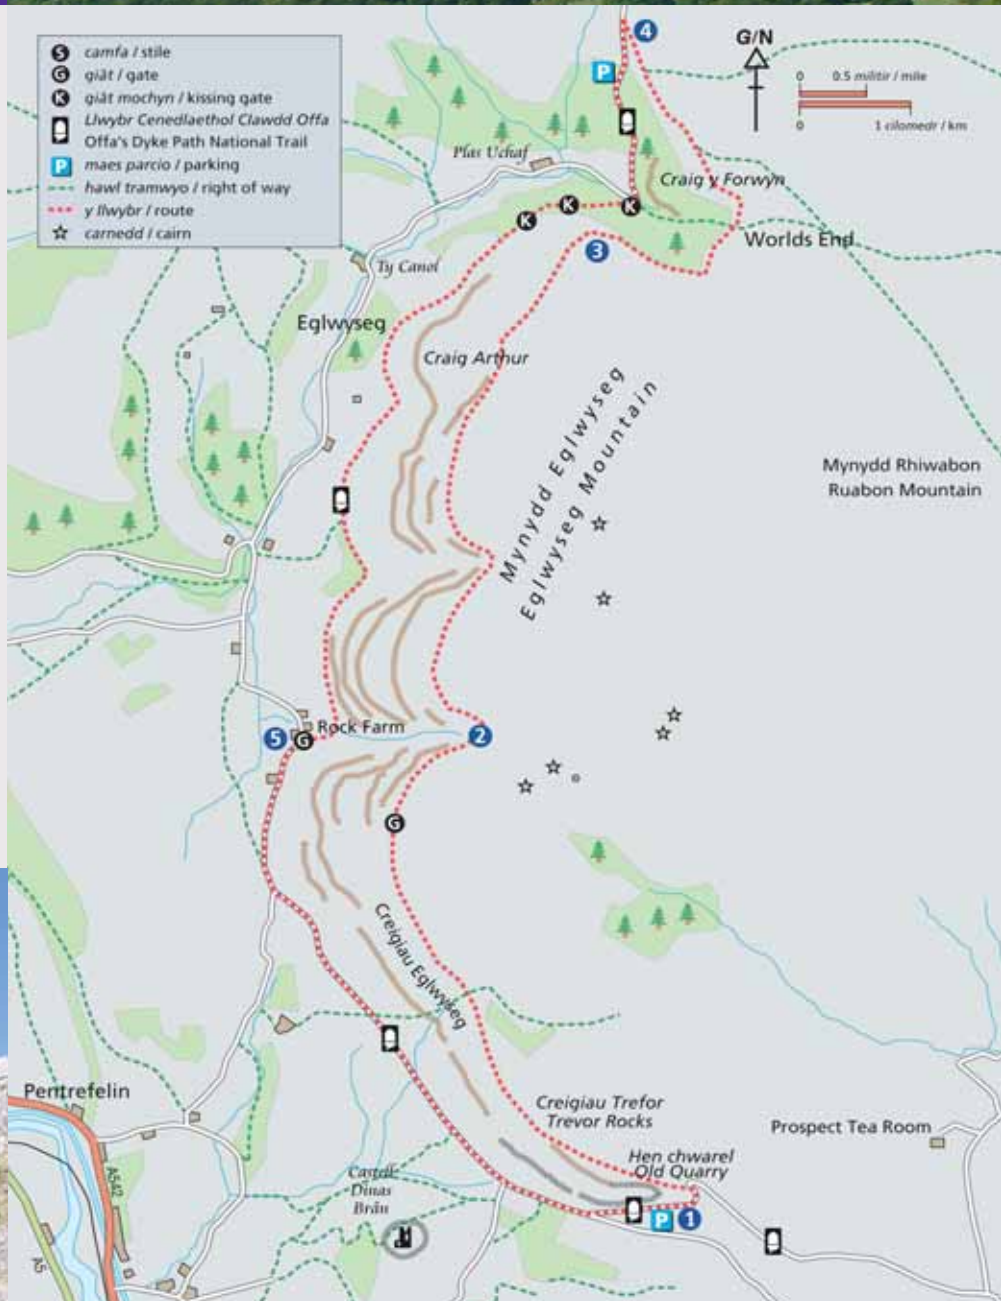 S camfa / stile
G giât / gate
K giât mochyn / kissing gate
Llwybr Cenedlaethol Clawdd Offa
Offa's Dyke Path National Trail
P maes parcio / parking
hawl tramwyo / right of way
y llwybr / route
carnedd / cairn
G/N
0 0.5 militir / mile
0 1 cilomedr / km
4
P
Plas Uchaf
Craig y Forwyn
K K K
Worlds End
3
Ty Canol
Eglwyseg
Craig Arthur
Mynydd Eglwyseg
Eglwyseg Mountain
Mynydd Rhiwabon
Ruabon Mountain
5 G Rock Farm
2
G
Creigiau Eglwyseg
Pentrefelin
Creigiau Trefor
Trevor Rocks
Prospect Tea Room
Hen chwarel
Old Quarry
A542
Castell
Dinas
Brân
P 1
A5